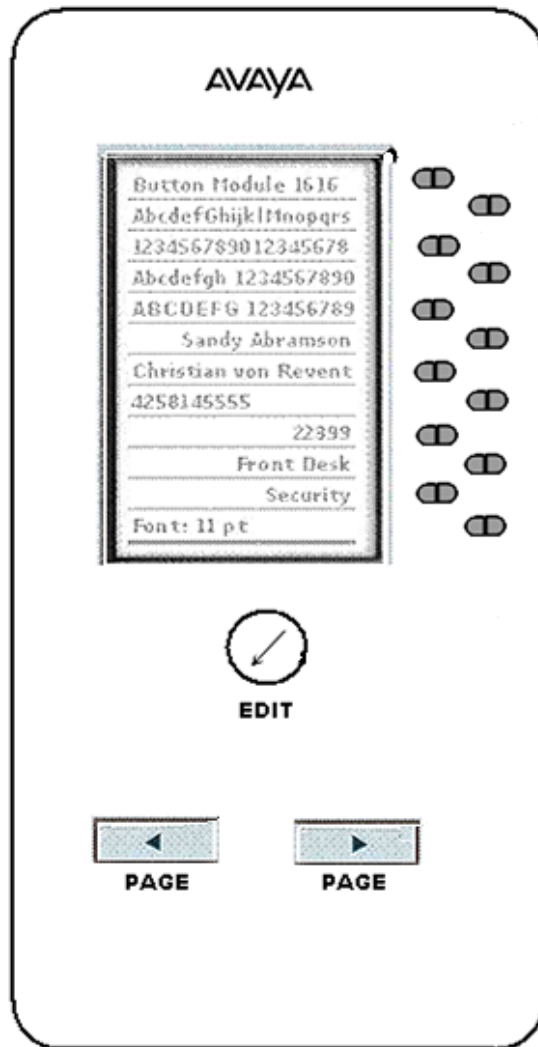 AVAYA
Button Module 1616
AbcdefGhijklMnopqrs
123456789012345678
Abcdefgh 1234567890
ABCDEFG 123456789
Sandy Abramson
Christian von Revent
4258145555
22399
Front Desk
Security
Font: 11 pt
EDIT
PAGE PAGE